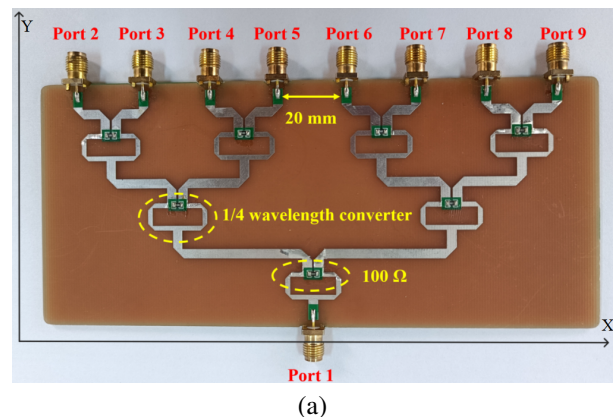 Y
Port 2 Port 3 Port 4 Port 5 Port 6 Port 7 Port 8 Port 9
20 mm
1/4 wavelength converter
100 Ω
X
Port 1
(a)